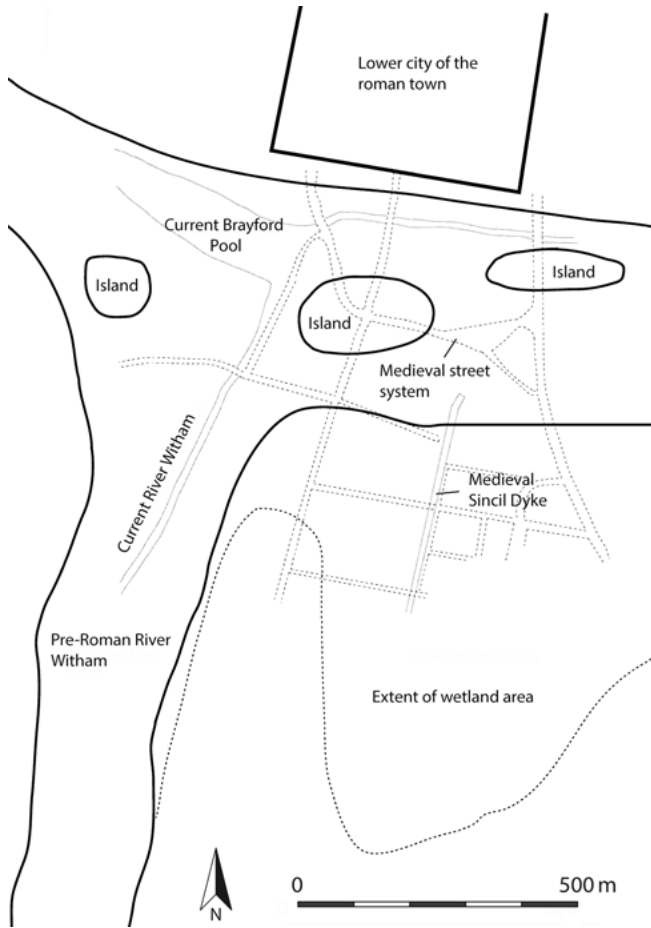 Lower city of the
roman town
Current Brayford
Pool
Island
Island
Island
Medieval street
system
Current River Witham
Medieval
Sincil Dyke
Pre-Roman River
Witham
Extent of wetland area
N
0
500 m